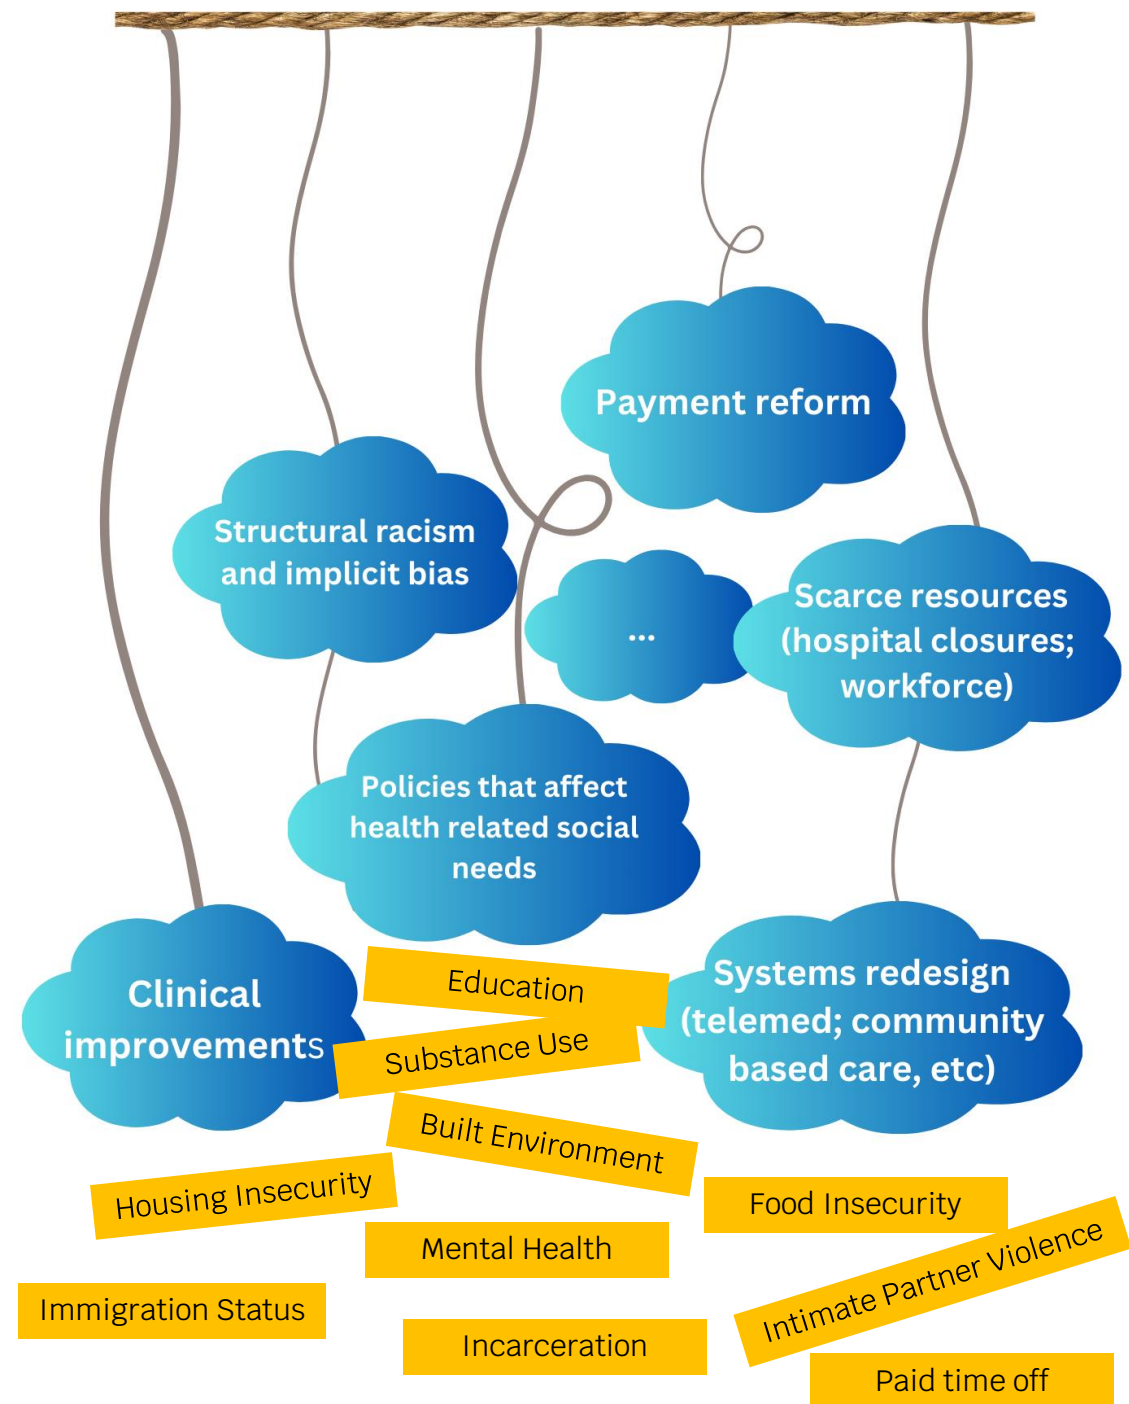 Payment reform
Structural racism
and implicit bias
...
Scarce resources
(hospital closures;
workforce)
Policies that affect
health related social
needs
Clinical
improvements
Systems redesign
(telemed; community
based care, etc)
Education
Substance Use
Built Environment
Housing Insecurity
Food Insecurity
Mental Health
Intimate Partner Violence
Immigration Status
Incarceration
Paid time off